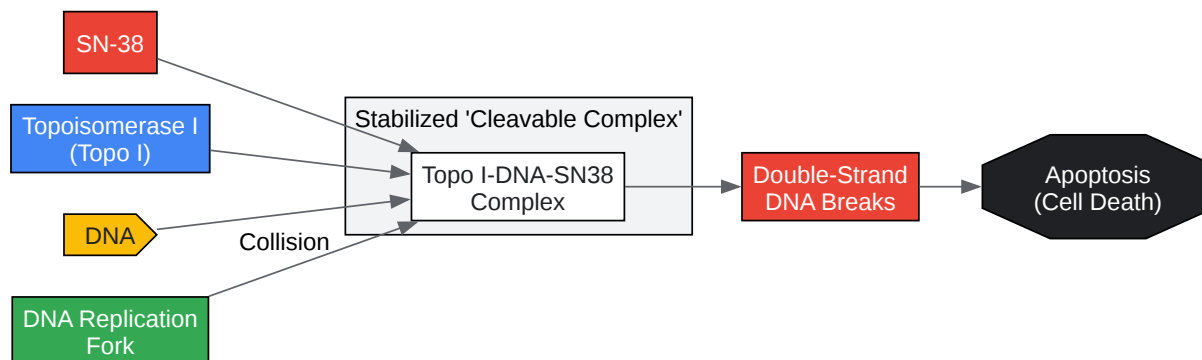 SN-38
Topoisomerase I
(Topo I)
DNA
DNA Replication
Fork
Collision
Stabilized 'Cleavable Complex'
Topo I-DNA-SN38
Complex
Double-Strand
DNA Breaks
Apoptosis
(Cell Death)